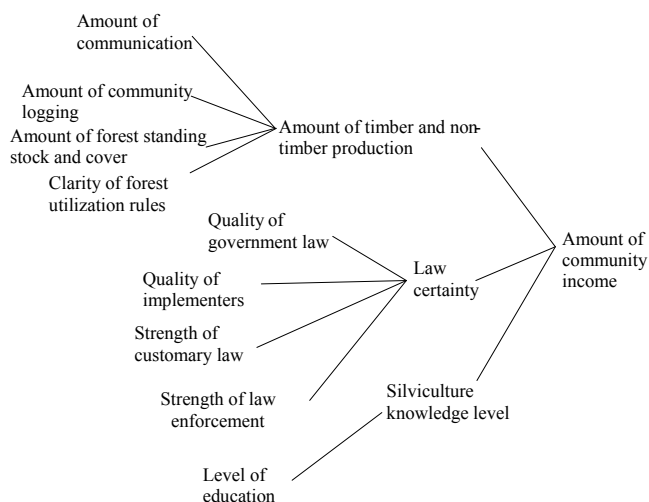 Amount of
communication
Amount of community
logging
Amount of forest standing
stock and cover
Clarity of forest
utilization rules
Amount of timber and non-
timber production
Quality of
government law
Quality of
implementers
Strength of
customary law
Strength of law
enforcement
Law
certainty
Amount of
community
income
Silviculture
knowledge level
Level of
education